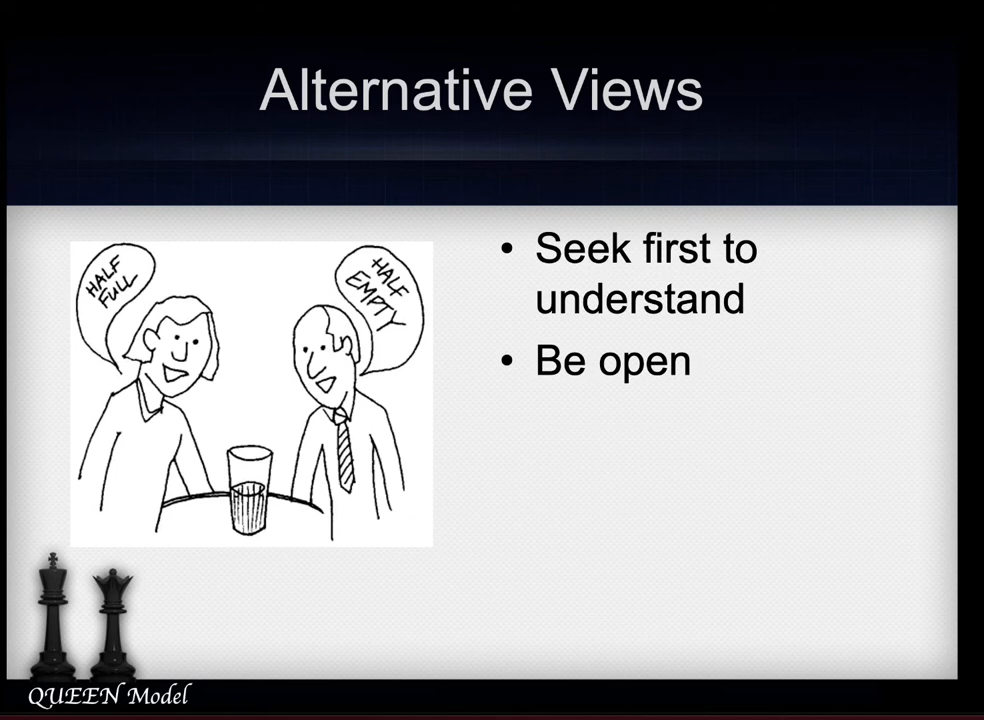 Alternative Views
HALF
FULL
HALF
EMPTY
• Seek first to
understand
• Be open
QUEEN Model